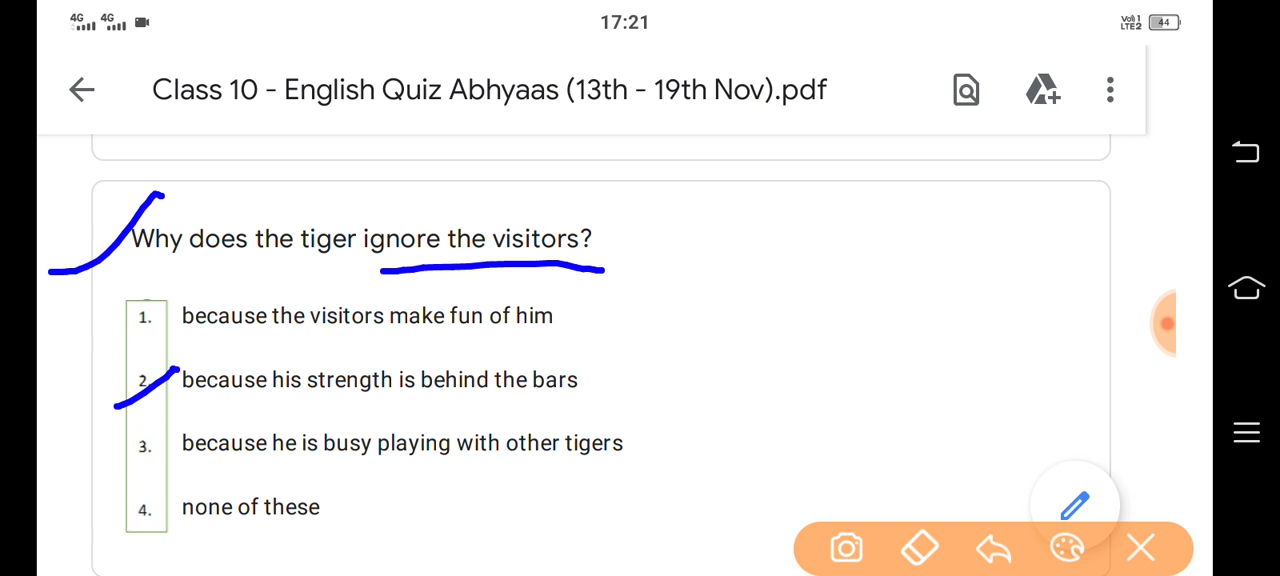 4G 4G 17:21 Vo) 1 LTE2 44
Class 10 - English Quiz Abhyaas (13th - 19th Nov).pdf
Why does the tiger ignore the visitors?
1. because the visitors make fun of him
2. because his strength is behind the bars
3. because he is busy playing with other tigers
4. none of these